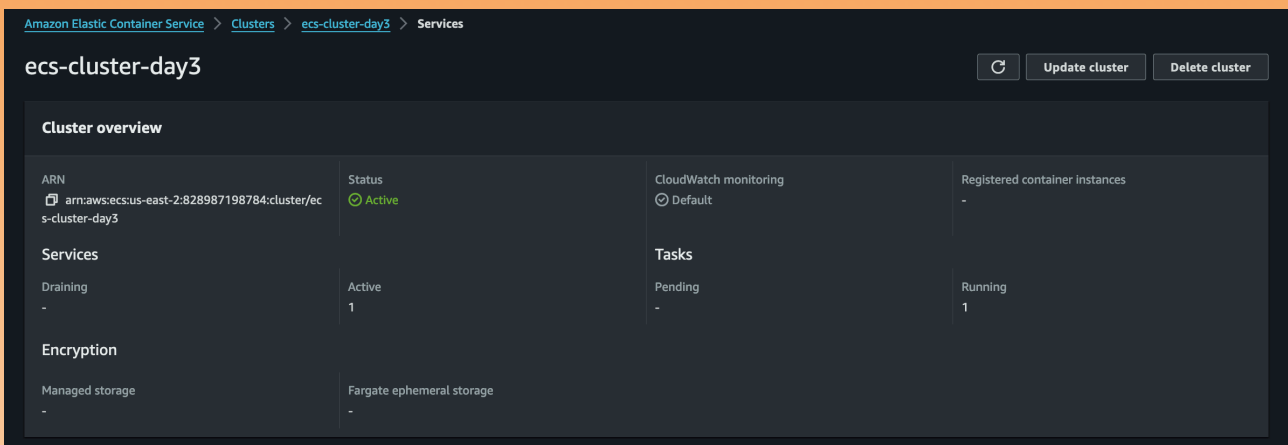 Amazon Elastic Container Service > Clusters > ecs-cluster-day3 > Services
ecs-cluster-day3
Update cluster
Delete cluster
Cluster overview
ARN
arn:aws:ecs:us-east-2:828987198784:cluster/ec
s-cluster-day3
Status
Active
CloudWatch monitoring
Default
Registered container instances
-
Services
Draining
-
Active
1
Tasks
Pending
-
Running
1
Encryption
Managed storage
-
Fargate ephemeral storage
-